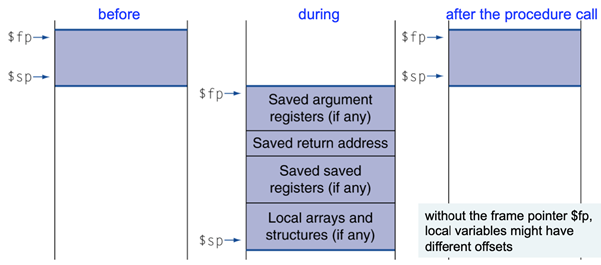 before
during
after the procedure call
$fp
$sp
$fp
Saved argument
registers (if any)
Saved return address
Saved saved
registers (if any)
Local arrays and
structures (if any)
$sp
$fp
$sp
without the frame pointer $fp,
local variables might have
different offsets